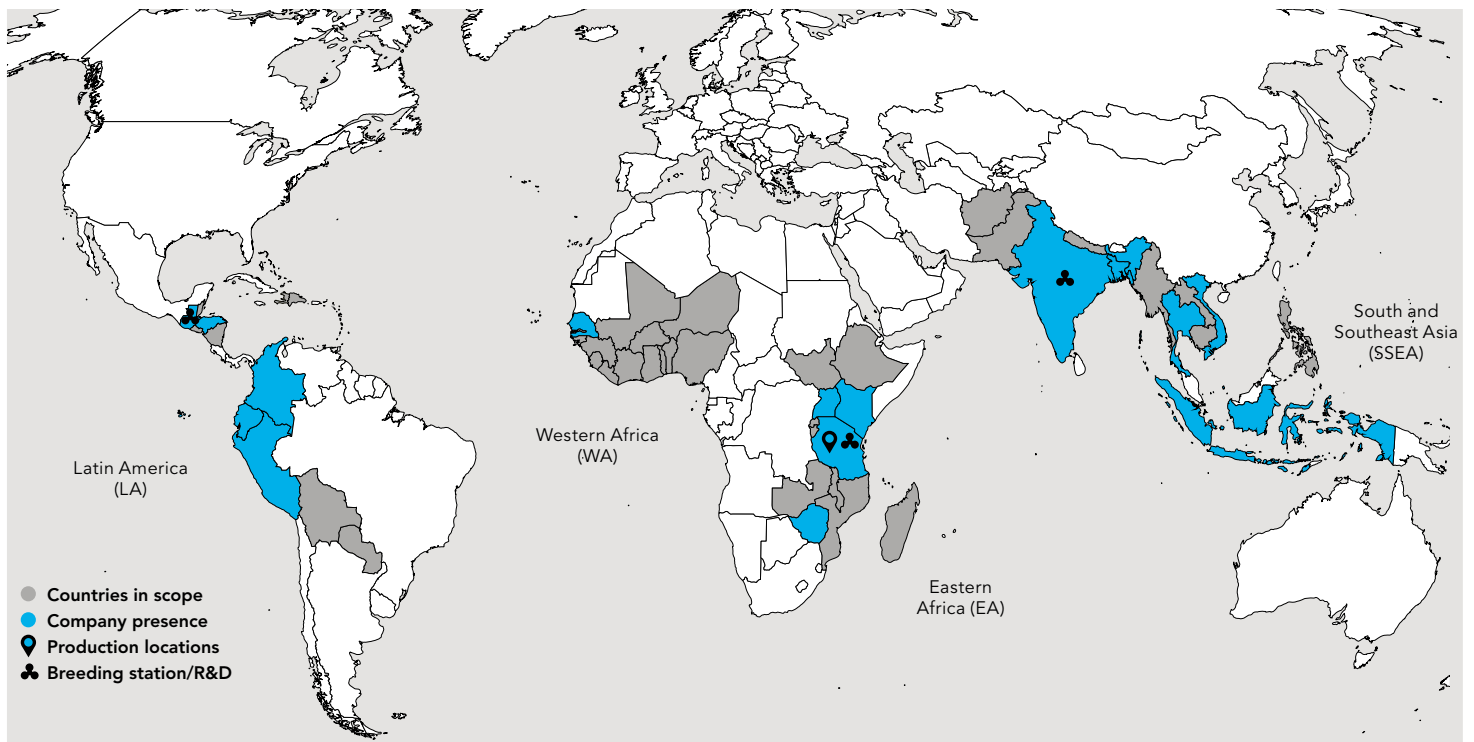 South and
Southeast Asia
(SSEA)
Western Africa
(WA)
Latin America
(LA)
Eastern
Africa (EA)
Countries in scope
Company presence
Production locations
Breeding station/R&D